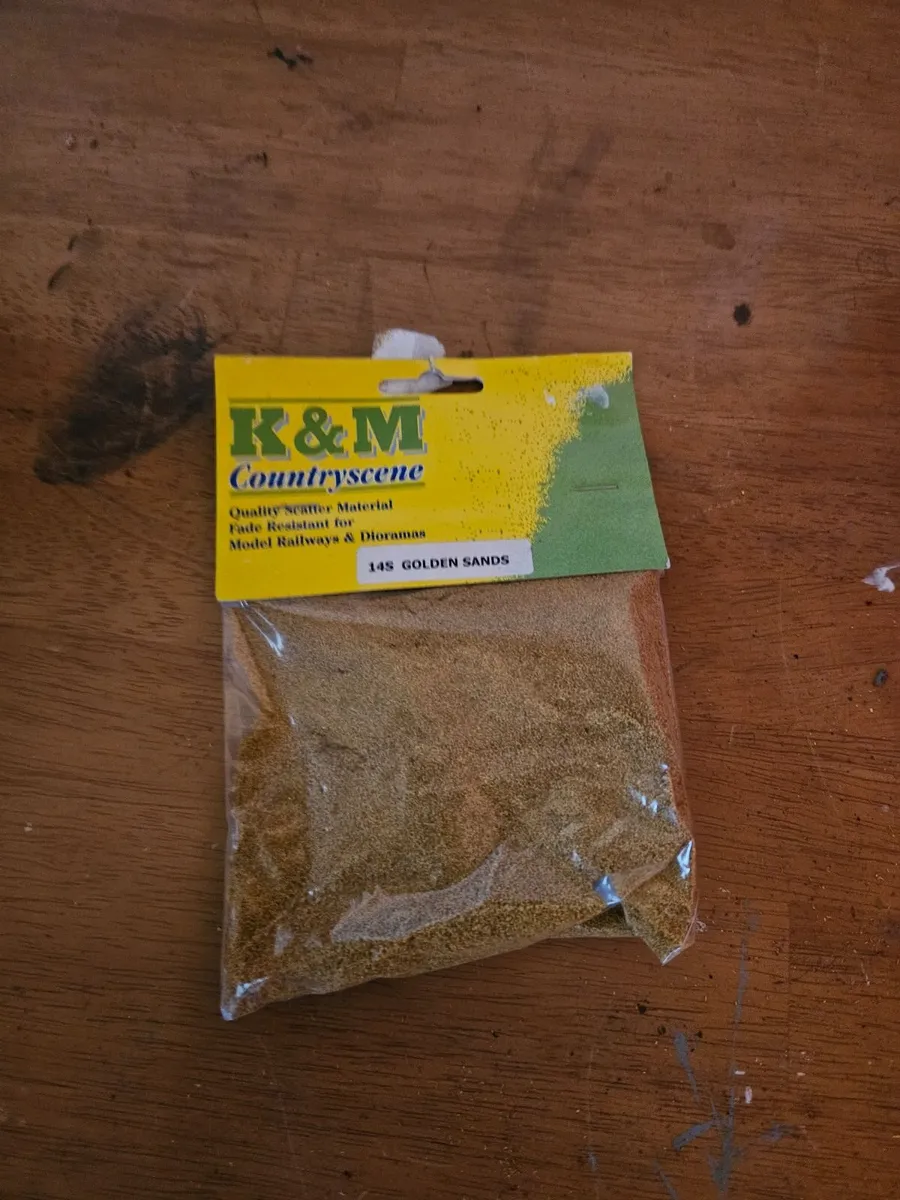 K&M
Countryscene
Quality Scatter Material
Fade Resistant for
Model Railways & Dioramas
14S GOLDEN SANDS